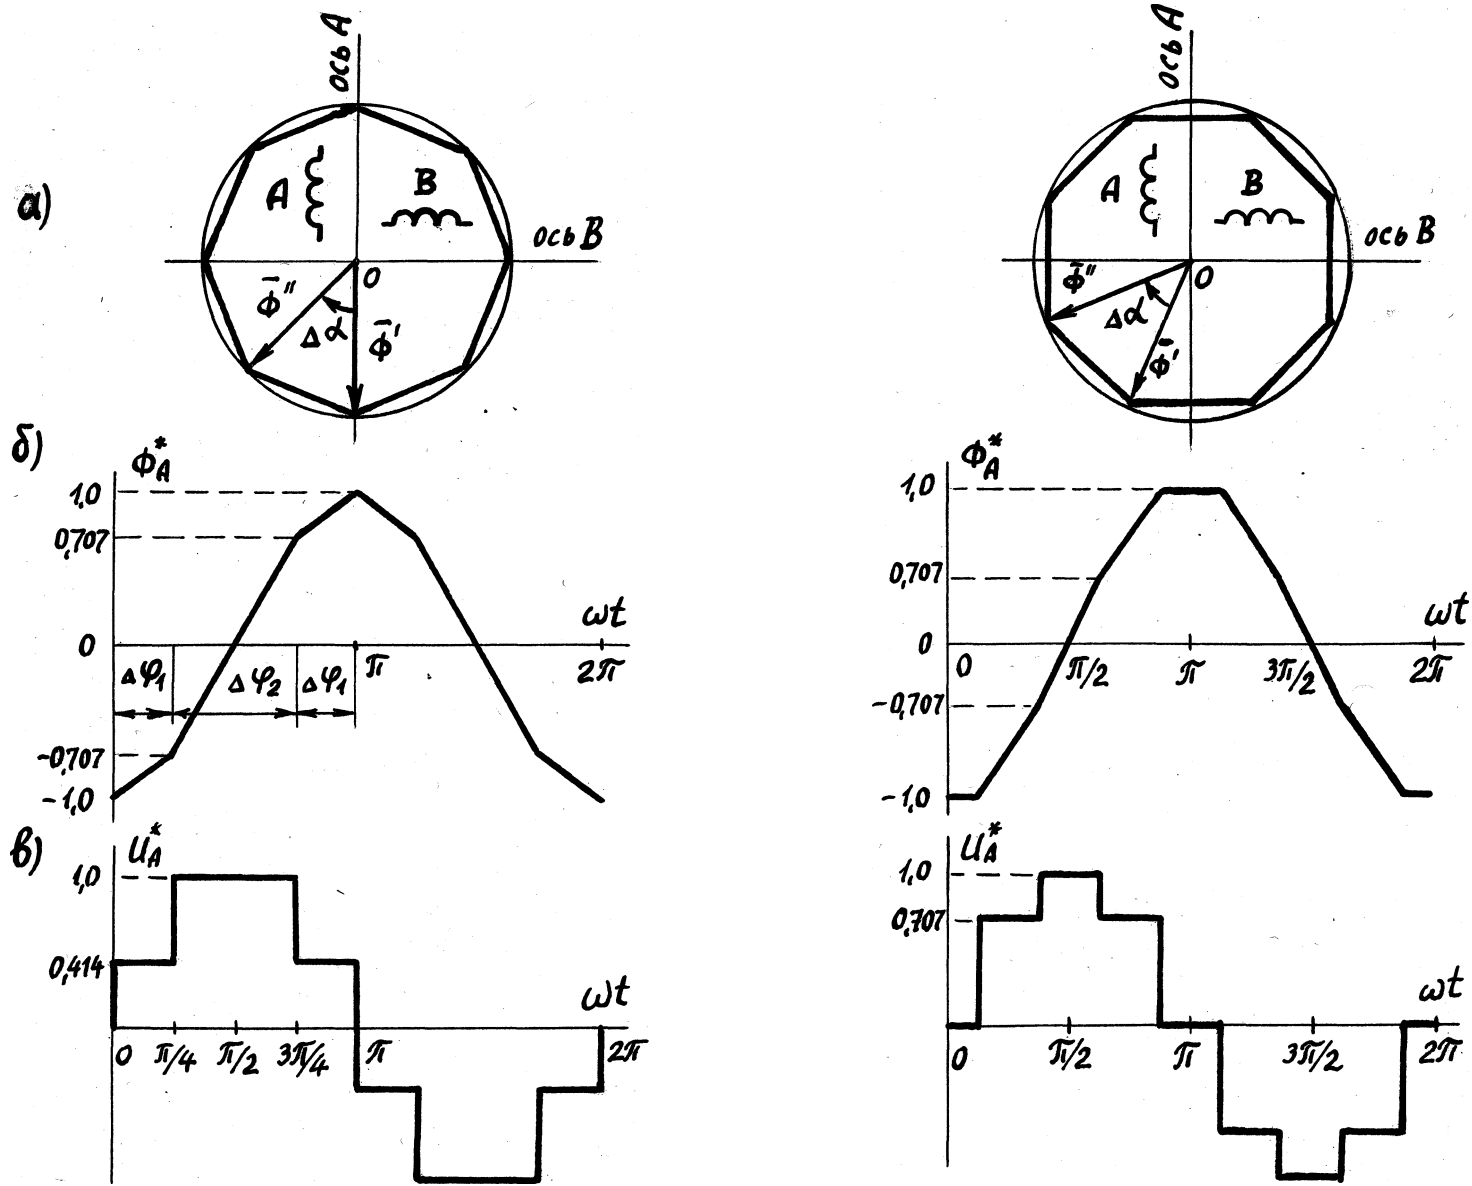 ось A
ось A
а)
A
B
ось B
0
Φ̄″
Δα
Φ̄′
A
B
ось B
0
Φ̄″
Δα
Φ̄′
б)
Φ*A
1,0
0,707
0
-0,707
-1,0
Δφ1
Δφ2
Δφ1
π
2π
ωt
Φ*A
1,0
0,707
0
-0,707
-1,0
0
π/2
π
3π/2
2π
ωt
в)
U*A
1,0
0,414
0
π/4
π/2
3π/4
π
2π
ωt
U*A
1,0
0,707
0
π/2
π
3π/2
2π
ωt